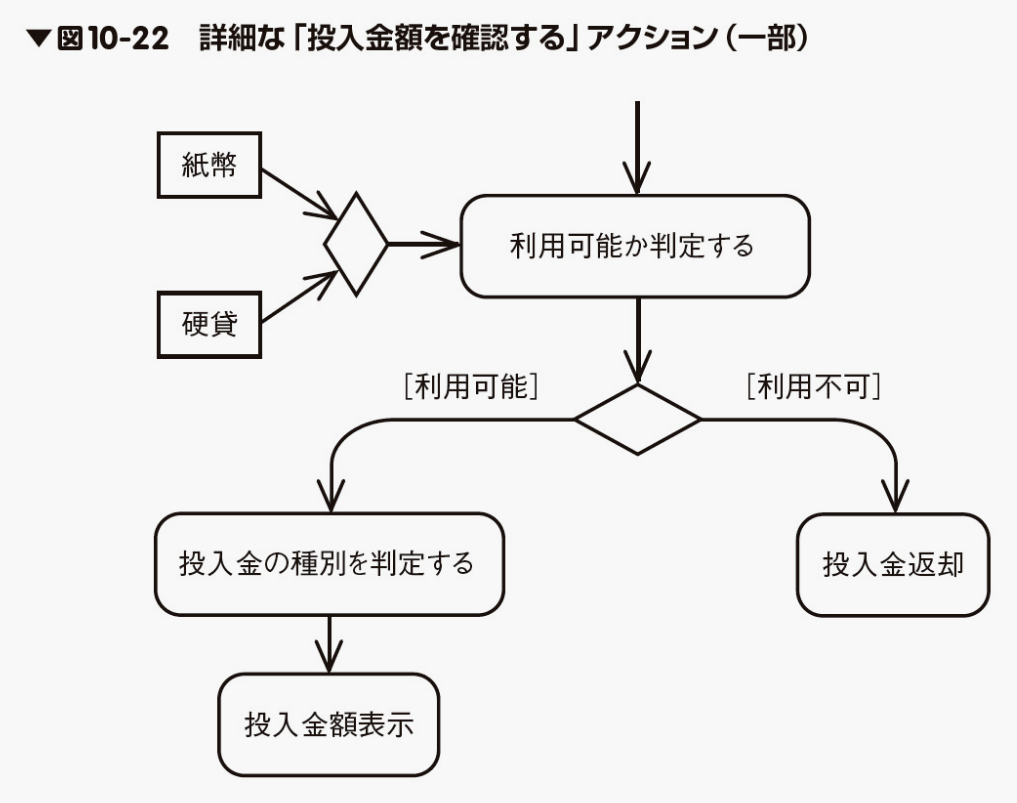 ▼図10-22 詳細な「投入金額を確認する」アクション（一部）
紙幣
利用可能か判定する
硬貨
［利用可能］
［利用不可］
投入金の種別を判定する
投入金返却
投入金額表示